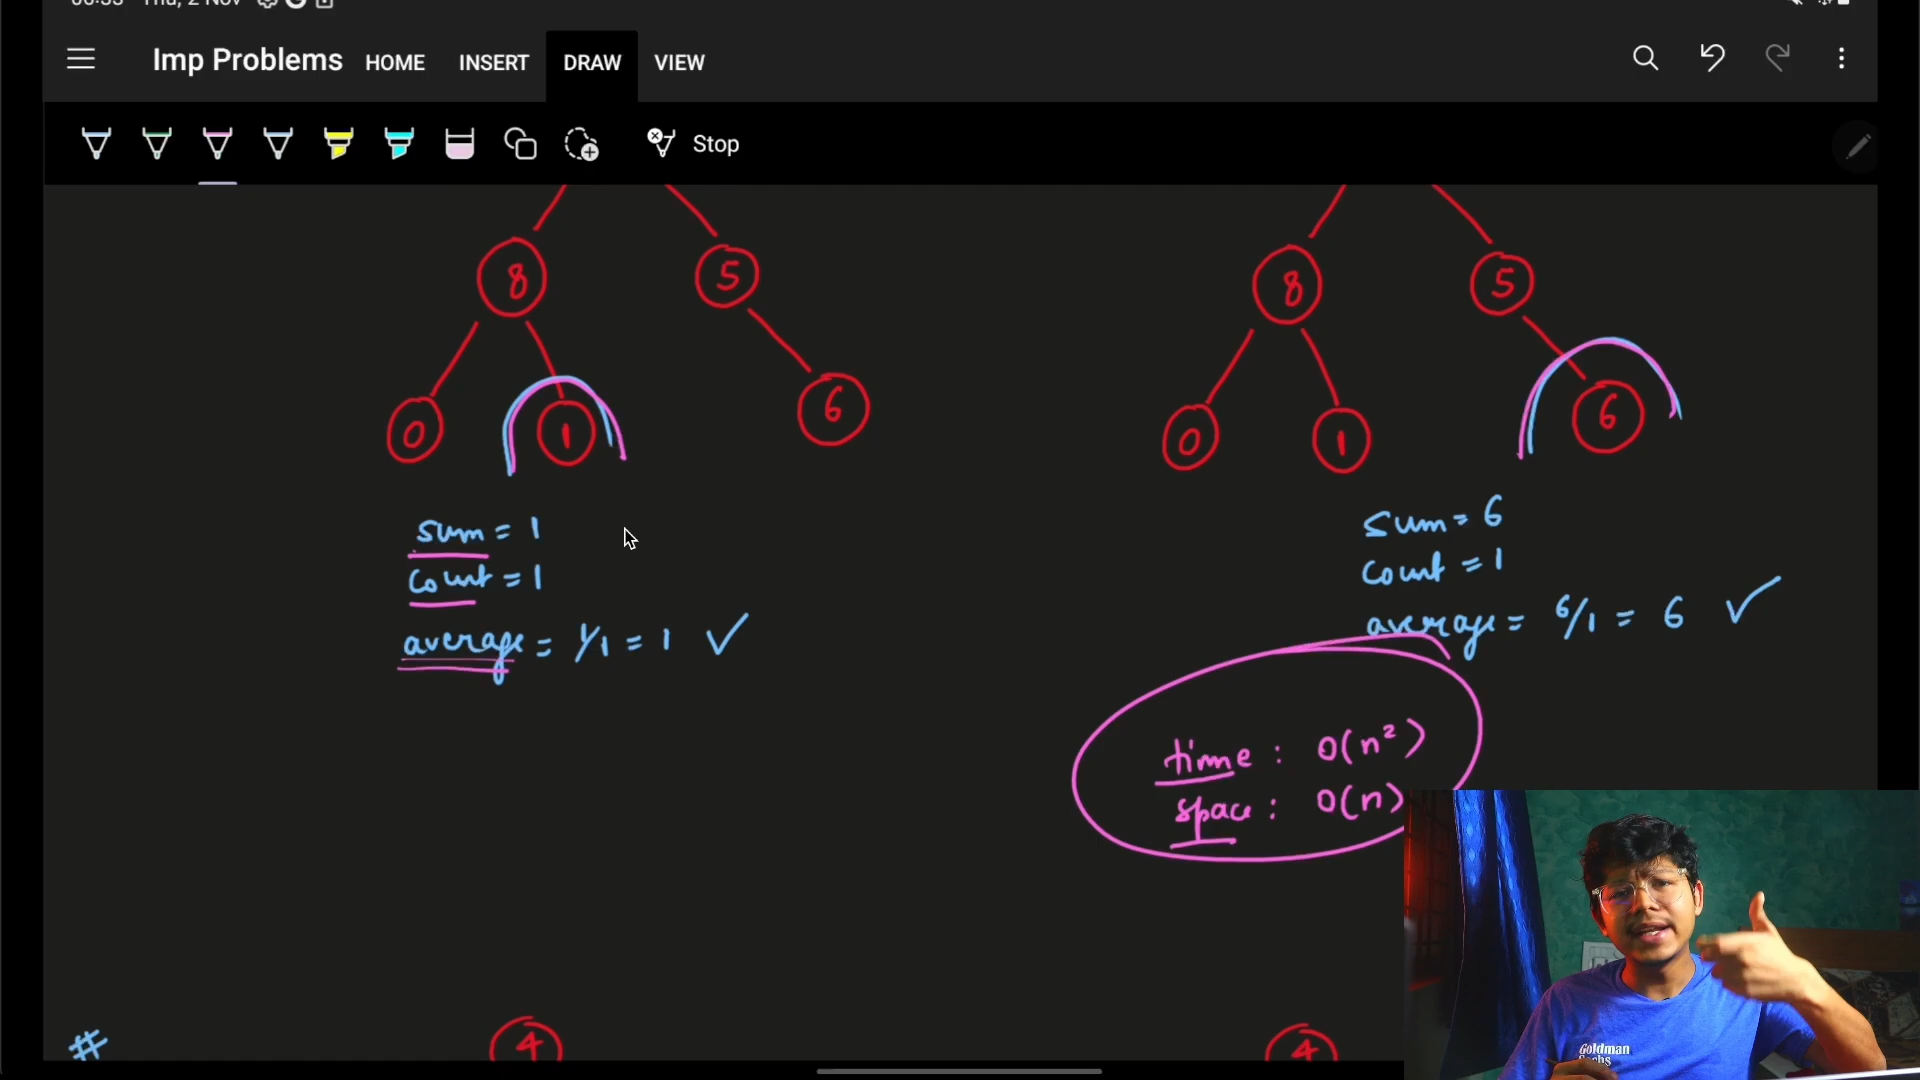 Imp Problems HOME INSERT DRAW VIEW
Stop
8 5
8 5
0 1 6
0 1 6
sum = 1
count = 1
average = 1/1 = 1 ✓
sum = 6
count = 1
average = 6/1 = 6 ✓
time : O(n²)
space : O(n)
# 4
4
Goldman
Sachs